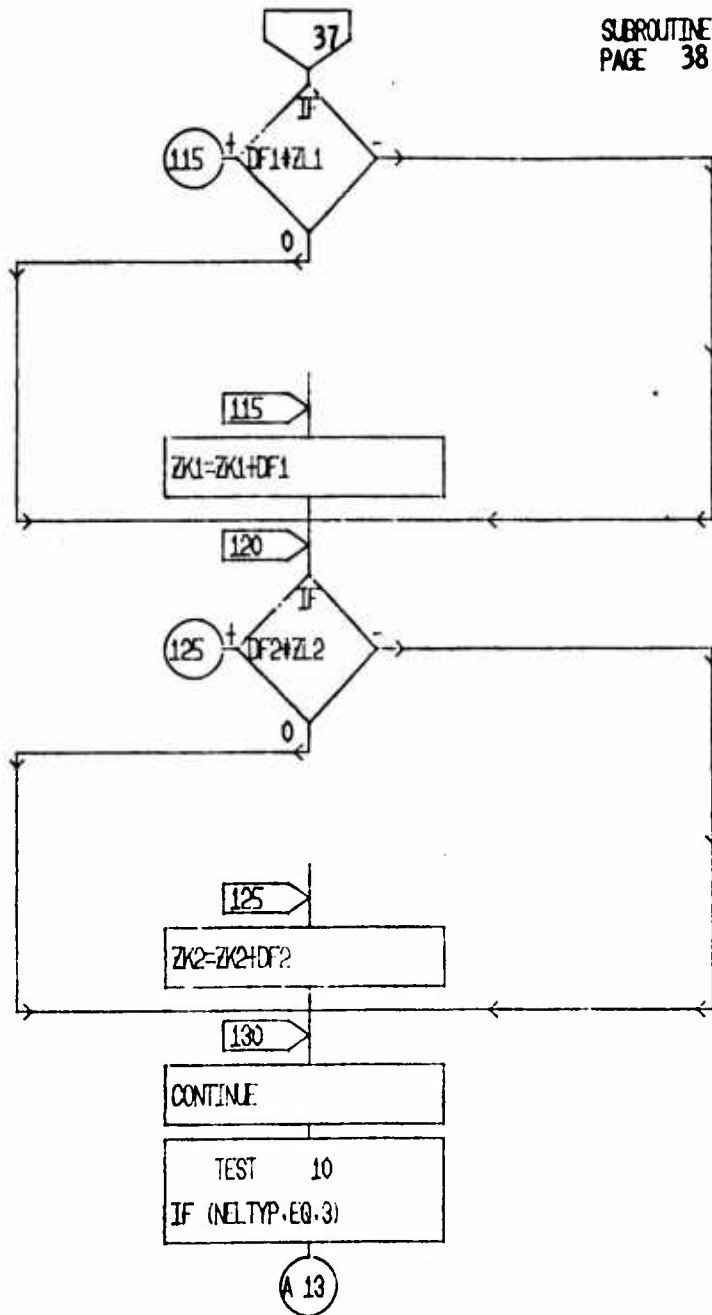 37
SUBROUTINE
PAGE 38
IF
115 + DF1*ZL1 -
0
115
ZK1=ZK1+DF1
120
IF
125 + DF2*ZL2 -
0
125
ZK2=ZK2+DF2
130
CONTINUE
TEST 10
IF (NELTYP.EQ.3)
A 13